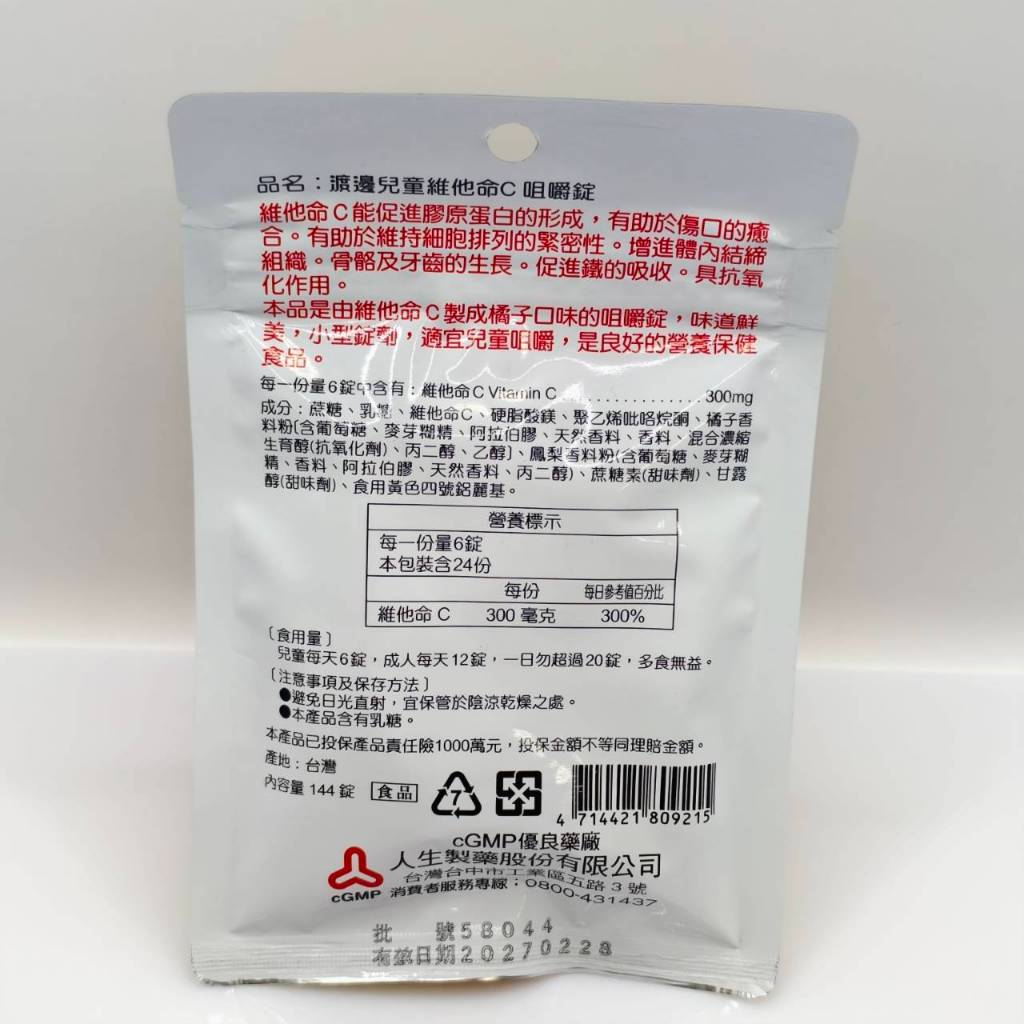 品名：渡邊兒童維他命C 咀嚼錠
維他命C能促進膠原蛋白的形成，有助於傷口的癒
合。有助於維持細胞排列的緊密性。增進體內結締
組織。骨骼及牙齒的生長。促進鐵的吸收。具抗氧
化作用。
本品是由維他命C製成橘子口味的咀嚼錠，味道鮮
美，小型錠劑，適宜兒童咀嚼，是良好的營養保健
食品。
每一份量6錠中含有：維他命C Vitamin C ................ 300mg
成分：蔗糖、乳糖、維他命C、硬脂酸鎂、聚乙烯吡咯烷酮、橘子香
料粉(含葡萄糖、麥芽糊精、阿拉伯膠、天然香料、香料、混合濃縮
生育醇(抗氧化劑)、丙二醇、乙醇〕、鳳梨香料粉(含葡萄糖、麥芽糊
精、香料、阿拉伯膠、天然香料、丙二醇)、蔗糖素(甜味劑)、甘露
醇(甜味劑)、食用黃色四號鋁麗基。
營養標示
每一份量6錠
本包裝含24份
每份 每日參考值百分比
維他命 C 300 毫克 300%
〔食用量〕
兒童每天6錠，成人每天12錠，一日勿超過20錠，多食無益。
〔注意事項及保存方法〕
●避免日光直射，宜保管於陰涼乾燥之處。
●本產品含有乳糖。
本產品已投保產品責任險1000萬元，投保金額不等同理賠金額。
產地：台灣
內容量 144 錠 食品 7
4 714421 809215
cGMP優良藥廠
人生製藥股份有限公司
台灣台中市工業區五路3號
cGMP 消費者服務專線：0800-431437
批 號58044
有效日期20270228